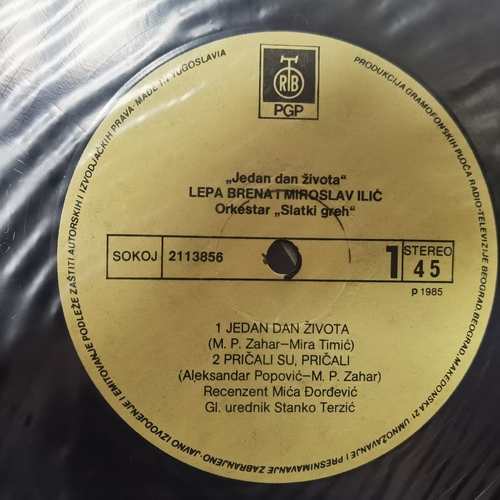 RTB
PGP
„Jedan dan života“
LEPA BRENA I MIROSLAV ILIĆ
Orkestar „Slatki greh“
SOKOJ 2113856 1 STEREO 45
p 1985
1 JEDAN DAN ŽIVOTA
(M. P. Zahar—Mira Timić)
2 PRIČALI SU, PRIČALI
(Aleksandar Popović—M. P. Zahar)
Recenzent Mića Đorđević
Gl. urednik Stanko Terzić
PRODUKCIJA GRAMOFONSKIH PLOČA RADIO-TELEVIZIJE BEOGRAD, MAKEDONSKA 21 UMNOŽAVANJE I PRESNIMAVANJE ZABRANJENO. JAVNO IZVOĐENJE I EMITOVANJE PODLEŽE ZAŠTITI AUTORSKIH I IZVOĐAČKIH PRAVA· MADE IN YUGOSLAVIA